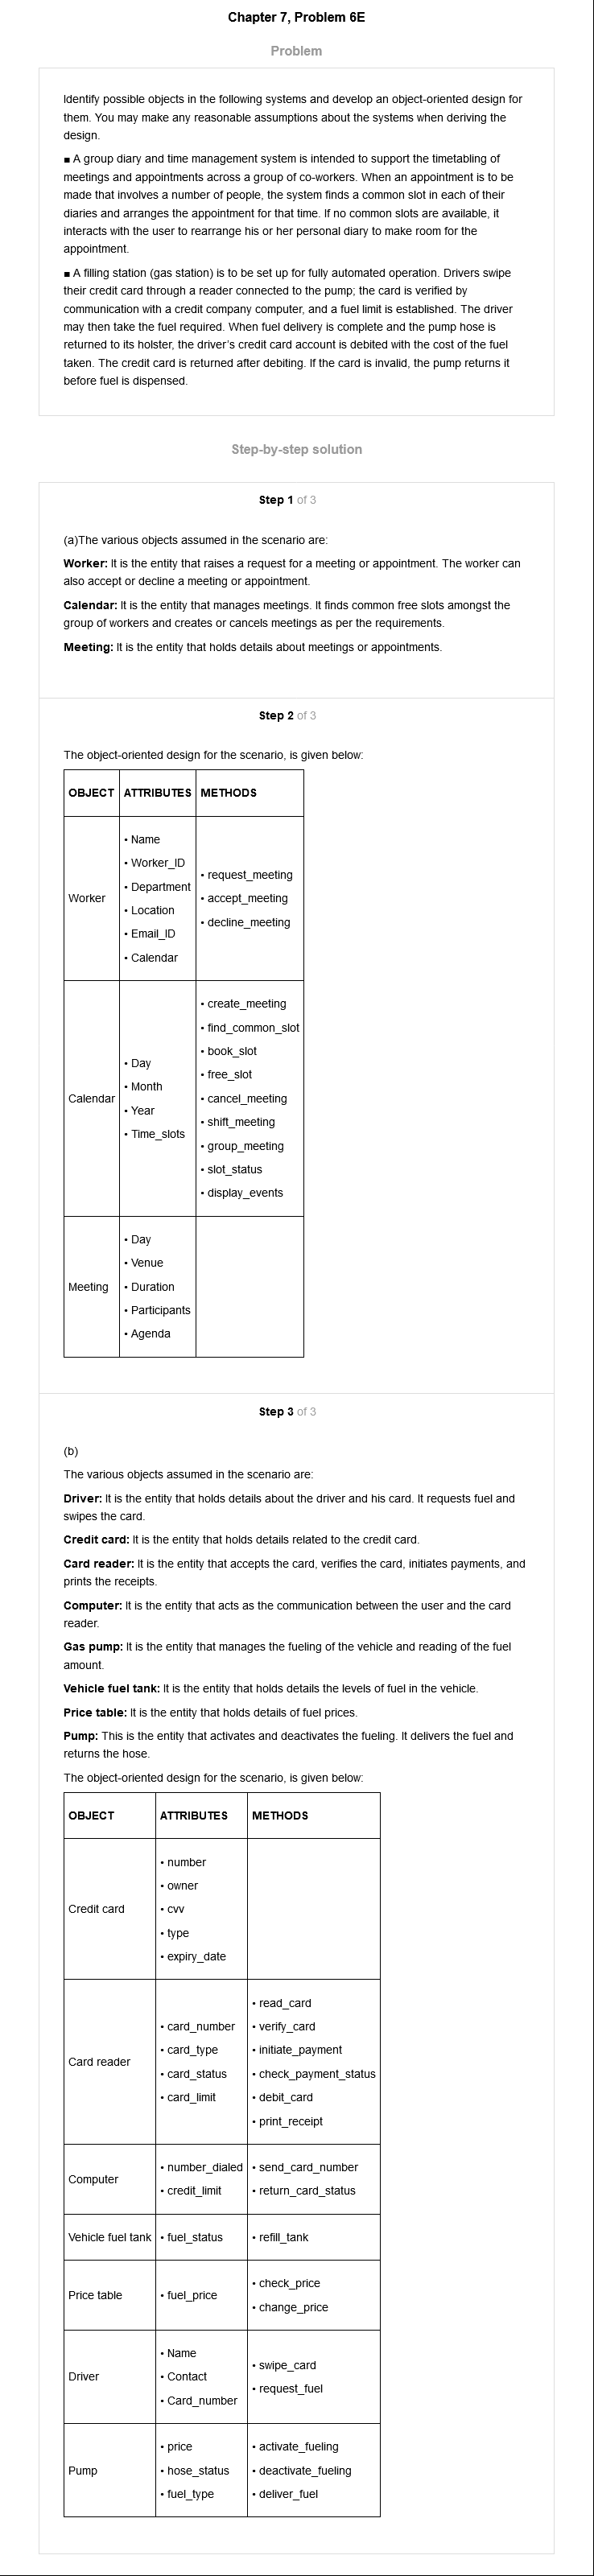 Chapter 7, Problem 6E
Problem
Identify possible objects in the following systems and develop an object-oriented design for
them. You may make any reasonable assumptions about the systems when deriving the
design.
■ A group diary and time management system is intended to support the timetabling of
meetings and appointments across a group of co-workers. When an appointment is to be
made that involves a number of people, the system finds a common slot in each of their
diaries and arranges the appointment for that time. If no common slots are available, it
interacts with the user to rearrange his or her personal diary to make room for the
appointment.
■ A filling station (gas station) is to be set up for fully automated operation. Drivers swipe
their credit card through a reader connected to the pump; the card is verified by
communication with a credit company computer, and a fuel limit is established. The driver
may then take the fuel required. When fuel delivery is complete and the pump hose is
returned to its holster, the driver's credit card account is debited with the cost of the fuel
taken. The credit card is returned after debiting. If the card is invalid, the pump returns it
before fuel is dispensed.
Step-by-step solution
Step 1 of 3
(a)The various objects assumed in the scenario are:
Worker: It is the entity that raises a request for a meeting or appointment. The worker can
also accept or decline a meeting or appointment.
Calendar: It is the entity that manages meetings. It finds common free slots amongst the
group of workers and creates or cancels meetings as per the requirements.
Meeting: It is the entity that holds details about meetings or appointments.
Step 2 of 3
The object-oriented design for the scenario, is given below:
OBJECT ATTRIBUTES METHODS
Worker
• Name
• Worker_ID
• Department
• Location
• Email_ID
• Calendar
• request_meeting
• accept_meeting
• decline_meeting
Calendar
• Day
• Month
• Year
• Time_slots
• create_meeting
• find_common_slot
• book_slot
• free_slot
• cancel_meeting
• shift_meeting
• group_meeting
• slot_status
• display_events
Meeting
• Day
• Venue
• Duration
• Participants
• Agenda
Step 3 of 3
(b)
The various objects assumed in the scenario are:
Driver: It is the entity that holds details about the driver and his card. It requests fuel and
swipes the card.
Credit card: It is the entity that holds details related to the credit card.
Card reader: It is the entity that accepts the card, verifies the card, initiates payments, and
prints the receipts.
Computer: It is the entity that acts as the communication between the user and the card
reader.
Gas pump: It is the entity that manages the fueling of the vehicle and reading of the fuel
amount.
Vehicle fuel tank: It is the entity that holds details the levels of fuel in the vehicle.
Price table: It is the entity that holds details of fuel prices.
Pump: This is the entity that activates and deactivates the fueling. It delivers the fuel and
returns the hose.
The object-oriented design for the scenario, is given below:
OBJECT ATTRIBUTES METHODS
Credit card
• number
• owner
• cvv
• type
• expiry_date
Card reader
• card_number
• card_type
• card_status
• card_limit
• read_card
• verify_card
• initiate_payment
• check_payment_status
• debit_card
• print_receipt
Computer
• number_dialed
• credit_limit
• send_card_number
• return_card_status
Vehicle fuel tank
• fuel_status
• refill_tank
Price table
• fuel_price
• check_price
• change_price
Driver
• Name
• Contact
• Card_number
• swipe_card
• request_fuel
Pump
• price
• hose_status
• fuel_type
• activate_fueling
• deactivate_fueling
• deliver_fuel